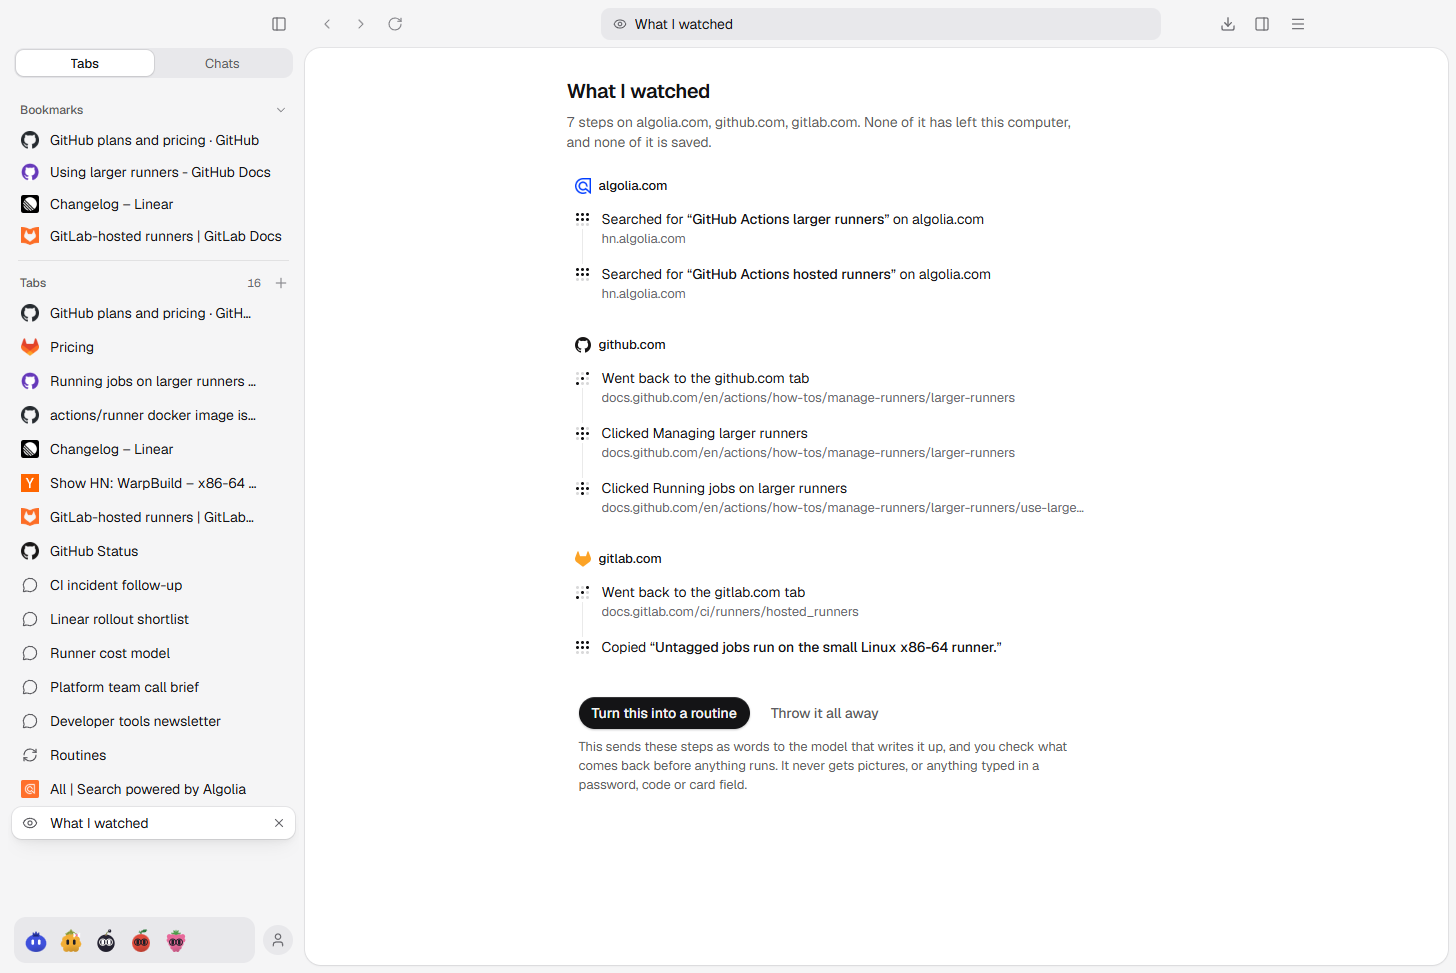 What I watched
Tabs
Chats
Bookmarks
GitHub plans and pricing · GitHub
Using larger runners - GitHub Docs
Changelog – Linear
GitLab-hosted runners | GitLab Docs
Tabs
16
GitHub plans and pricing · GitH…
Pricing
Running jobs on larger runners …
actions/runner docker image is…
Changelog – Linear
Show HN: WarpBuild – x86-64 …
GitLab-hosted runners | GitLab…
GitHub Status
CI incident follow-up
Linear rollout shortlist
Runner cost model
Platform team call brief
Developer tools newsletter
Routines
All | Search powered by Algolia
What I watched
What I watched
7 steps on algolia.com, github.com, gitlab.com. None of it has left this computer,
and none of it is saved.
algolia.com
Searched for “GitHub Actions larger runners” on algolia.com
hn.algolia.com
Searched for “GitHub Actions hosted runners” on algolia.com
hn.algolia.com
github.com
Went back to the github.com tab
docs.github.com/en/actions/how-tos/manage-runners/larger-runners
Clicked Managing larger runners
docs.github.com/en/actions/how-tos/manage-runners/larger-runners
Clicked Running jobs on larger runners
docs.github.com/en/actions/how-tos/manage-runners/larger-runners/use-large…
gitlab.com
Went back to the gitlab.com tab
docs.gitlab.com/ci/runners/hosted_runners
Copied “Untagged jobs run on the small Linux x86-64 runner.”
Turn this into a routine
Throw it all away
This sends these steps as words to the model that writes it up, and you check what
comes back before anything runs. It never gets pictures, or anything typed in a
password, code or card field.